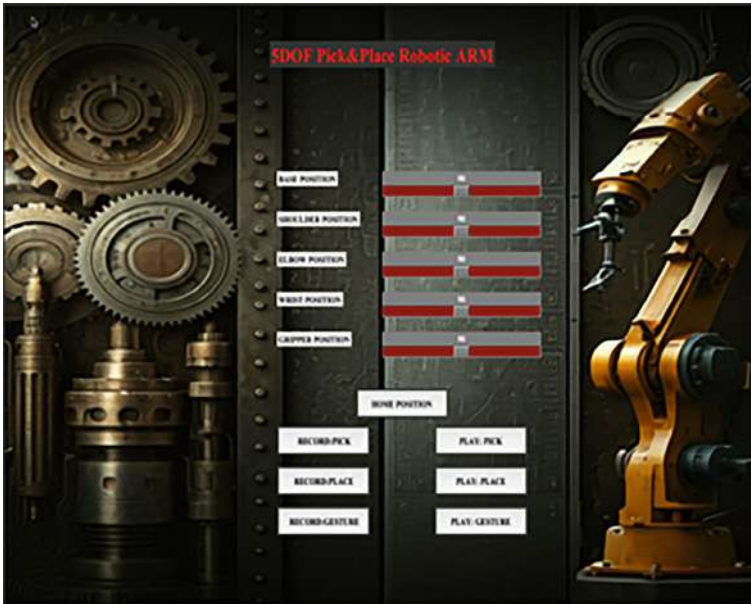 5DOF Pick&Place Robotic ARM
BASE POSITION
SHOULDER POSITION
ELBOW POSITION
WRIST POSITION
GRIPPER POSITION
HOME POSITION
RECORD:PICK
PLAY: PICK
RECORD:PLACE
PLAY: PLACE
RECORD:GESTURE
PLAY: GESTURE